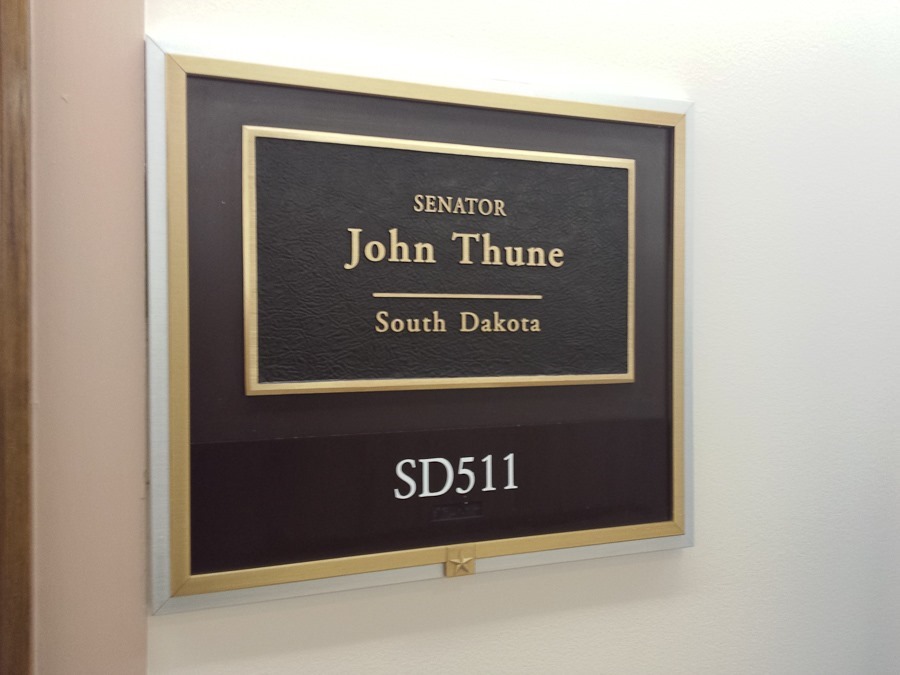 SENATOR
John Thune
South Dakota
SD511